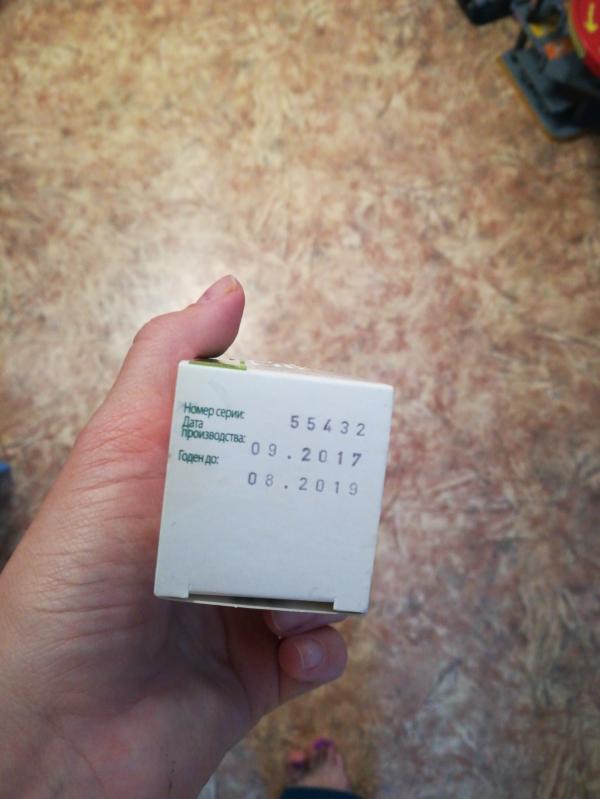 Номер серии: 55432
Дата
производства: 09.2017
Годен до: 08.2019